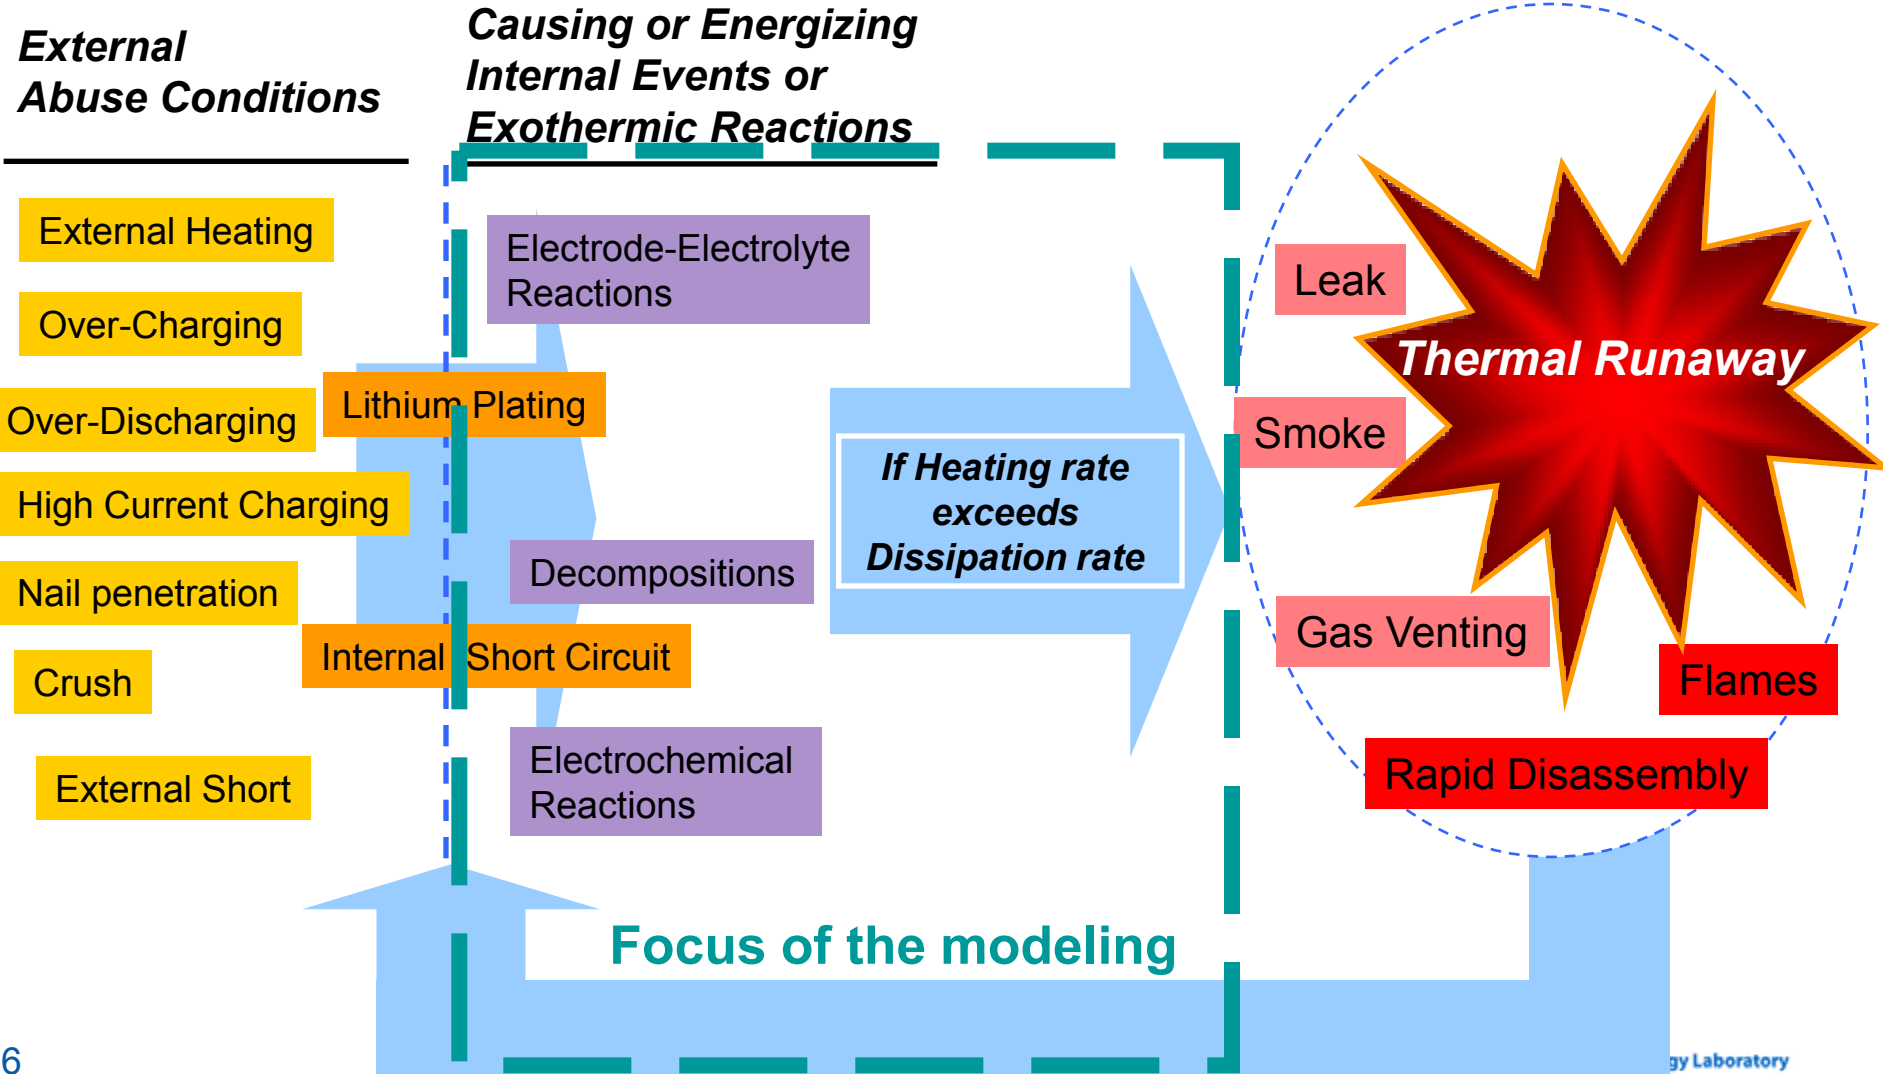 External
Abuse Conditions
Causing or Energizing
Internal Events or
Exothermic Reactions
External Heating
Over-Charging
Over-Discharging
High Current Charging
Nail penetration
Crush
External Short
Lithium Plating
Internal Short Circuit
Electrode-Electrolyte
Reactions
Decompositions
Electrochemical
Reactions
If Heating rate
exceeds
Dissipation rate
Leak
Smoke
Gas Venting
Thermal Runaway
Flames
Rapid Disassembly
Focus of the modeling
6
gy Laboratory